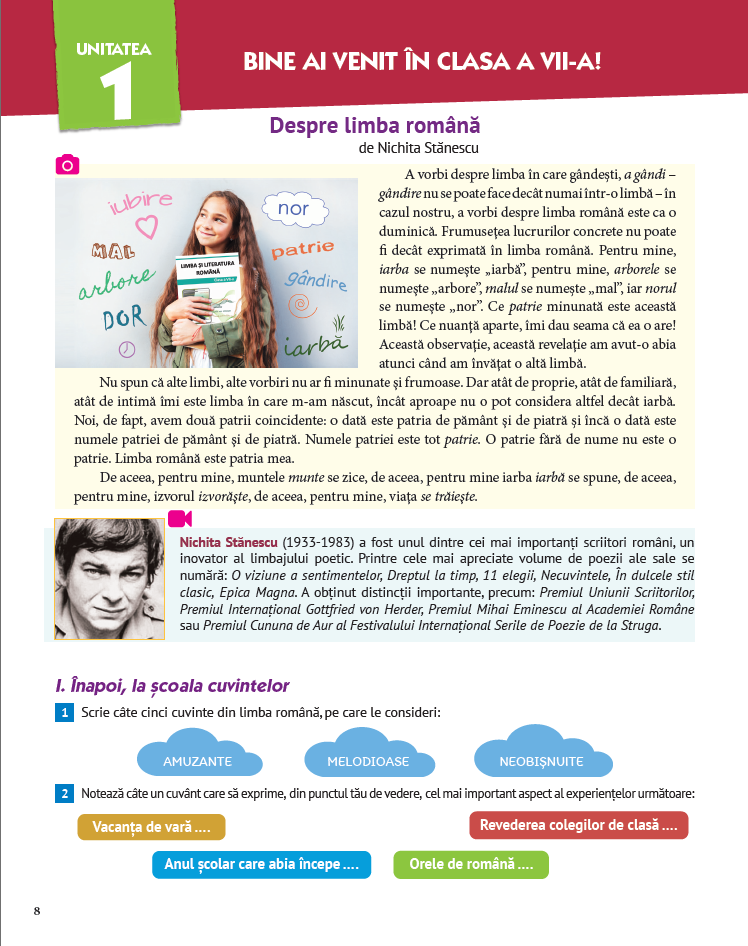 UNITATEA
1
BINE AI VENIT ÎN CLASA A VII-A!
Despre limba română
de Nichita Stănescu
iubire
nor
MAL
patrie
arbore
gândire
DOR
iarbă
LIMBA ȘI LITERATURA
ROMÂNĂ
A vorbi despre limba în care gândești, a gândi –
gândire nu se poate face decât numai într-o limbă – în
cazul nostru, a vorbi despre limba română este ca o
duminică. Frumusețea lucrurilor concrete nu poate
fi decât exprimată în limba română. Pentru mine,
iarba se numește „iarbă”, pentru mine, arborele se
numește „arbore”, malul se numește „mal”, iar norul
se numește „nor”. Ce patrie minunată este această
limbă! Ce nuanță aparte, îmi dau seama că ea o are!
Această observație, această revelație am avut-o abia
atunci când am învățat o altă limbă.
Nu spun că alte limbi, alte vorbiri nu ar fi minunate și frumoase. Dar atât de proprie, atât de familiară,
atât de intimă îmi este limba în care m-am născut, încât aproape nu o pot considera altfel decât iarbă.
Noi, de fapt, avem două patrii coincidente: o dată este patria de pământ și de piatră și încă o dată este
numele patriei de pământ și de piatră. Numele patriei este tot patrie. O patrie fără de nume nu este o
patrie. Limba română este patria mea.
De aceea, pentru mine, muntele munte se zice, de aceea, pentru mine iarba iarbă se spune, de aceea,
pentru mine, izvorul izvorăște, de aceea, pentru mine, viața se trăiește.
Nichita Stănescu (1933-1983) a fost unul dintre cei mai importanți scriitori români, un
inovator al limbajului poetic. Printre cele mai apreciate volume de poezii ale sale se
numără: O viziune a sentimentelor, Dreptul la timp, 11 elegii, Necuvintele, În dulcele stil
clasic, Epica Magna. A obținut distincții importante, precum: Premiul Uniunii Scriitorilor,
Premiul Internațional Gottfried von Herder, Premiul Mihai Eminescu al Academiei Române
sau Premiul Cununa de Aur al Festivalului Internațional Serile de Poezie de la Struga.
I. Înapoi, la școala cuvintelor
1 Scrie câte cinci cuvinte din limba română, pe care le consideri:
AMUZANTE
MELODIOASE
NEOBIȘNUITE
2 Notează câte un cuvânt care să exprime, din punctul tău de vedere, cel mai important aspect al experiențelor următoare:
Vacanța de vară ....
Revederea colegilor de clasă ....
Anul școlar care abia începe ....
Orele de română ....
8